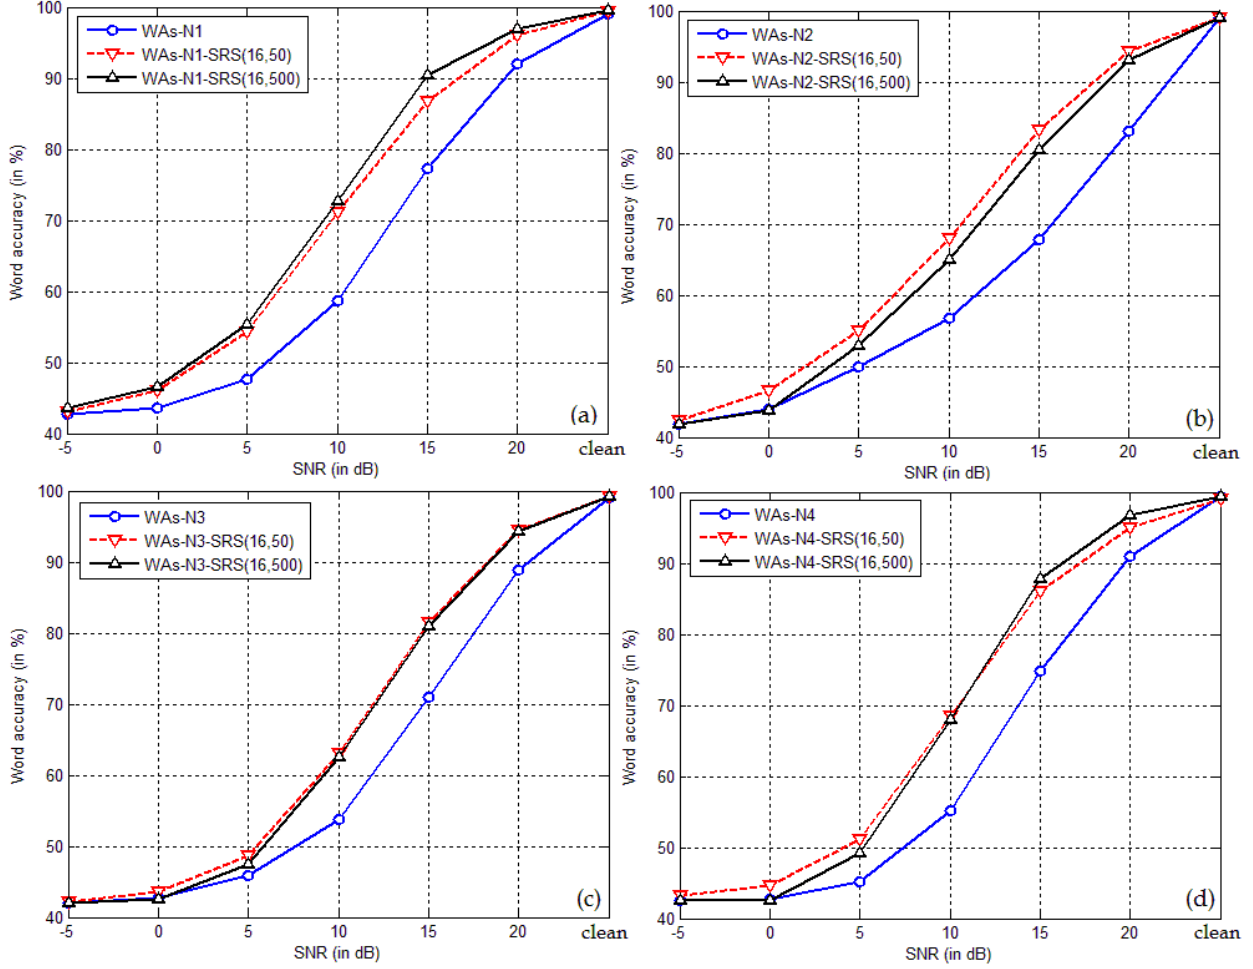 WAs-N1
WAs-N1-SRS(16,50)
WAs-N1-SRS(16,500)
Word accuracy (in %)
100
90
80
70
60
50
40
-5
0
5
10
15
20
clean
SNR (in dB)
(a)
WAs-N2
WAs-N2-SRS(16,50)
WAs-N2-SRS(16,500)
Word accuracy (in %)
100
90
80
70
60
50
40
-5
0
5
10
15
20
clean
SNR (in dB)
(b)
WAs-N3
WAs-N3-SRS(16,50)
WAs-N3-SRS(16,500)
Word accuracy (in %)
100
90
80
70
60
50
40
-5
0
5
10
15
20
clean
SNR (in dB)
(c)
WAs-N4
WAs-N4-SRS(16,50)
WAs-N4-SRS(16,500)
Word accuracy (in %)
100
90
80
70
60
50
40
-5
0
5
10
15
20
clean
SNR (in dB)
(d)